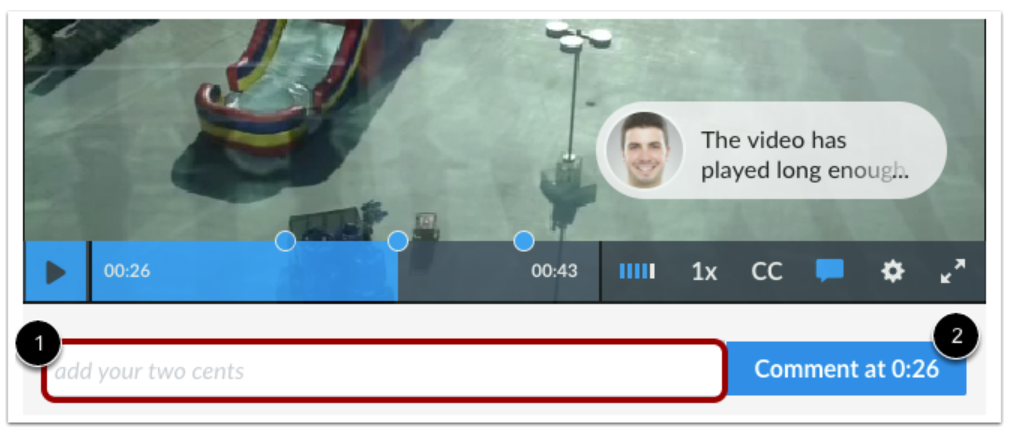 The video has
played long enough...
00:26
00:43
1x
CC
1
add your two cents
Comment at 0:26
2